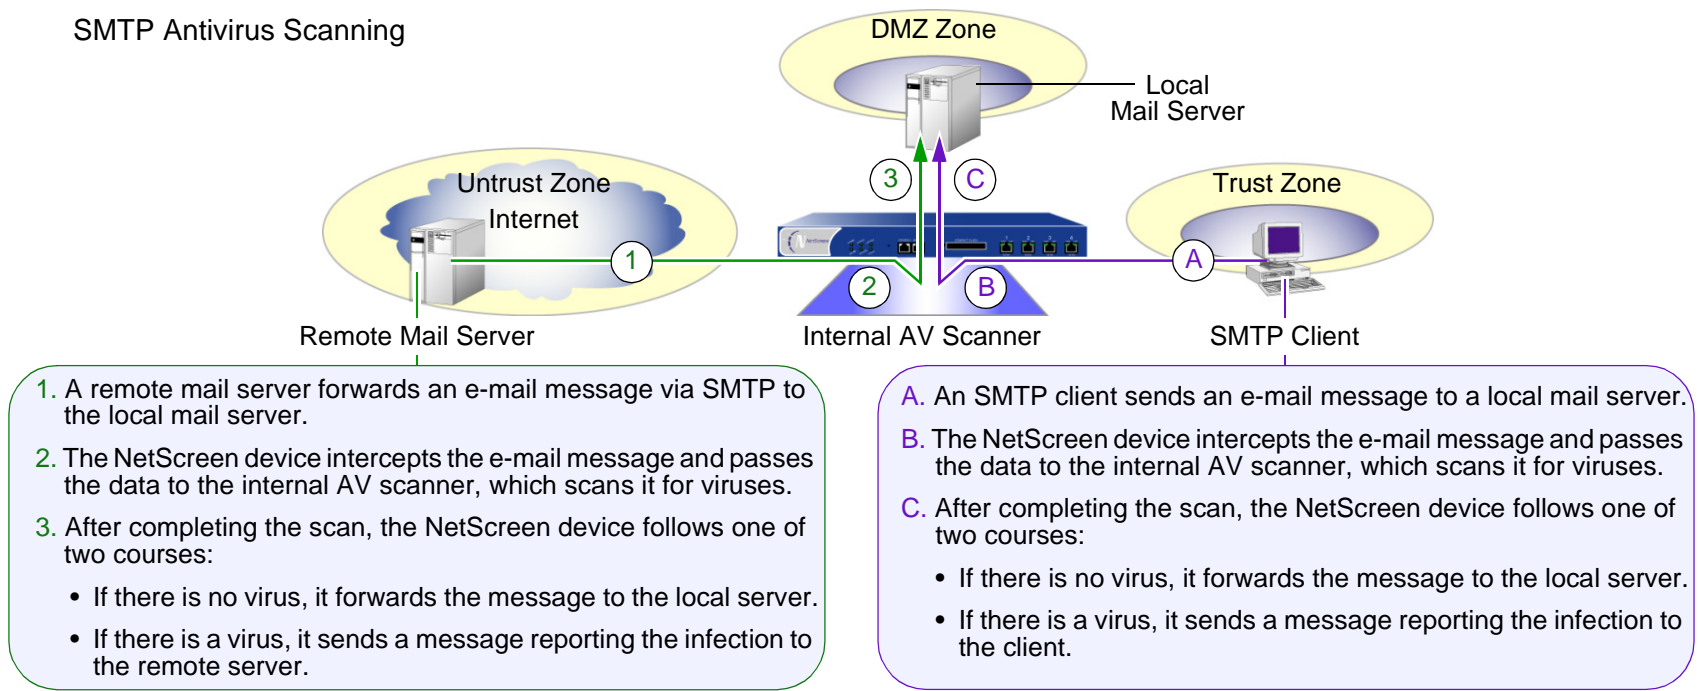 SMTP Antivirus Scanning
DMZ Zone
Local
Mail Server
3
C
Untrust Zone
Internet
Trust Zone
NetScreen
1
A
2
B
Remote Mail Server
Internal AV Scanner
SMTP Client
1. A remote mail server forwards an e-mail message via SMTP to
the local mail server.
2. The NetScreen device intercepts the e-mail message and passes
the data to the internal AV scanner, which scans it for viruses.
3. After completing the scan, the NetScreen device follows one of
two courses:
• If there is no virus, it forwards the message to the local server.
• If there is a virus, it sends a message reporting the infection to
the remote server.
A. An SMTP client sends an e-mail message to a local mail server.
B. The NetScreen device intercepts the e-mail message and passes
the data to the internal AV scanner, which scans it for viruses.
C. After completing the scan, the NetScreen device follows one of
two courses:
• If there is no virus, it forwards the message to the local server.
• If there is a virus, it sends a message reporting the infection to
the client.